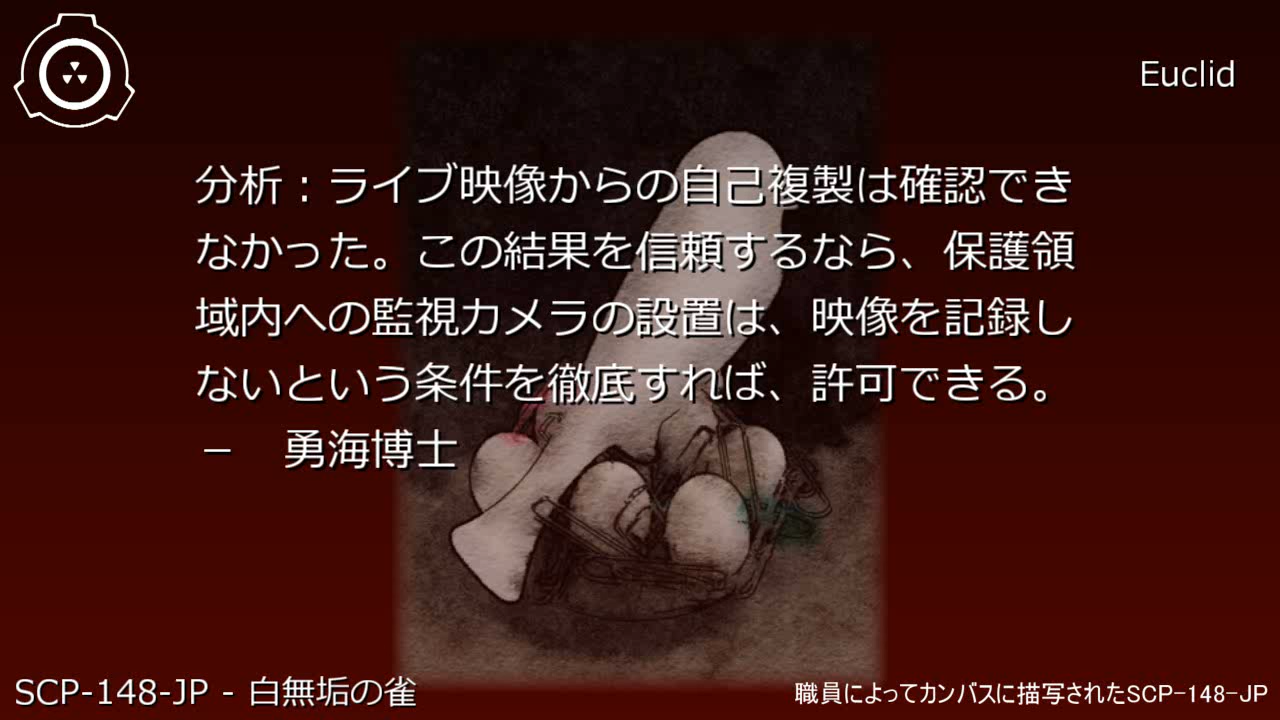 Euclid
分析：ライブ映像からの自己複製は確認でき
なかった。この結果を信頼するなら、保護領
域内への監視カメラの設置は、映像を記録し
ないという条件を徹底すれば、許可できる。
－　勇海博士
SCP-148-JP - 白無垢の雀
職員によってカンバスに描写されたSCP-148-JP